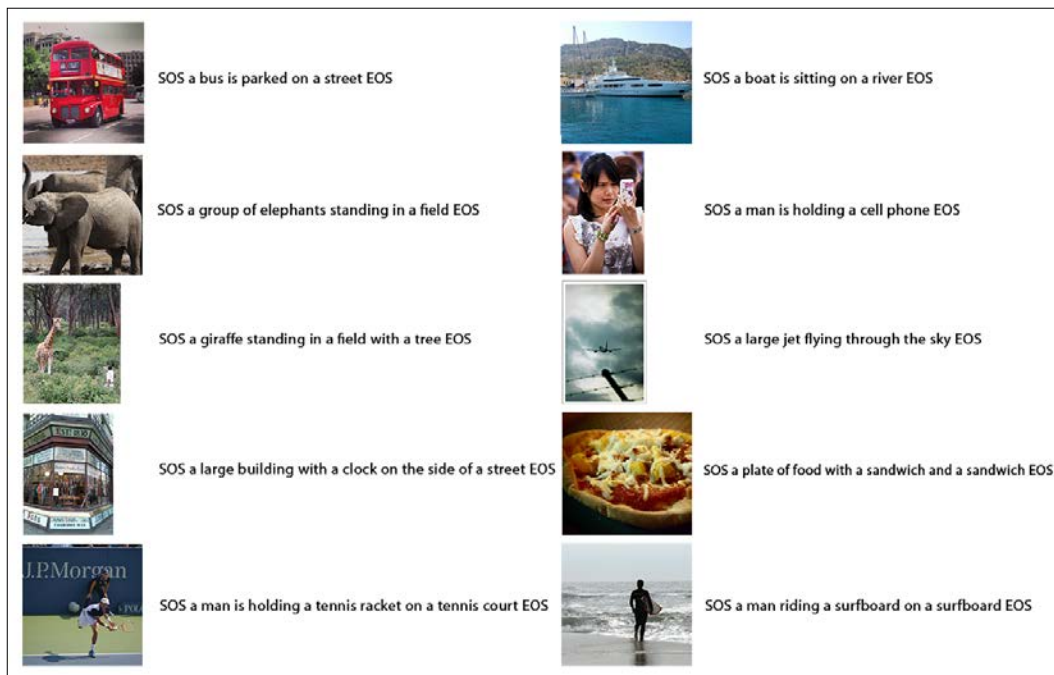 SOS a bus is parked on a street EOS
SOS a boat is sitting on a river EOS
SOS a group of elephants standing in a field EOS
SOS a man is holding a cell phone EOS
SOS a giraffe standing in a field with a tree EOS
SOS a large jet flying through the sky EOS
SOS a large building with a clock on the side of a street EOS
SOS a plate of food with a sandwich and a sandwich EOS
J.P.Morgan
SOS a man is holding a tennis racket on a tennis court EOS
SOS a man riding a surfboard on a surfboard EOS